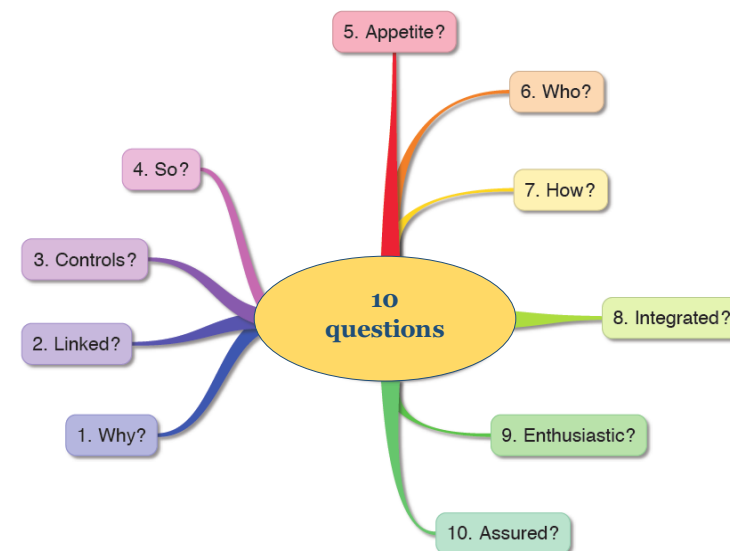 5. Appetite?
6. Who?
4. So?
7. How?
3. Controls?
10
questions
8. Integrated?
2. Linked?
1. Why?
9. Enthusiastic?
10. Assured?